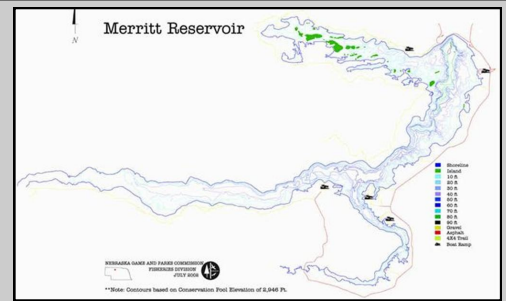 N
Merritt Reservoir
Shoreline
Island
10 ft
20 ft
30 ft
40 ft
50 ft
60 ft
70 ft
80 ft
90 ft
Gravel
Asphalt
4X4 Trail
Boat Ramp
NEBRASKA GAME AND PARKS COMMISSION
FISHERIES DIVISION
JULY 2009
**Note: Contours based on Conservation Pool Elevation of 2,946 Ft.